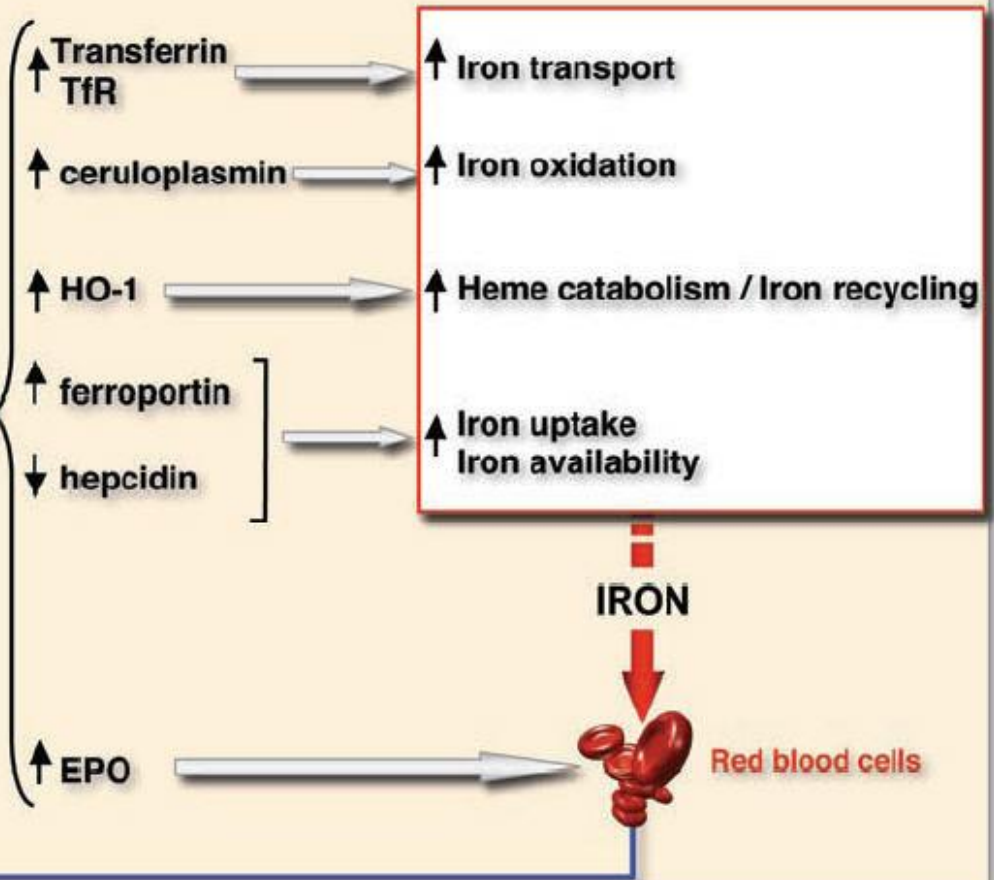 ↑ Transferrin
TfR
↑ Iron transport
↑ ceruloplasmin
↑ Iron oxidation
↑ HO-1
↑ Heme catabolism / Iron recycling
↑ ferroportin
↓ hepcidin
↑ Iron uptake
Iron availability
IRON
↑ EPO
Red blood cells